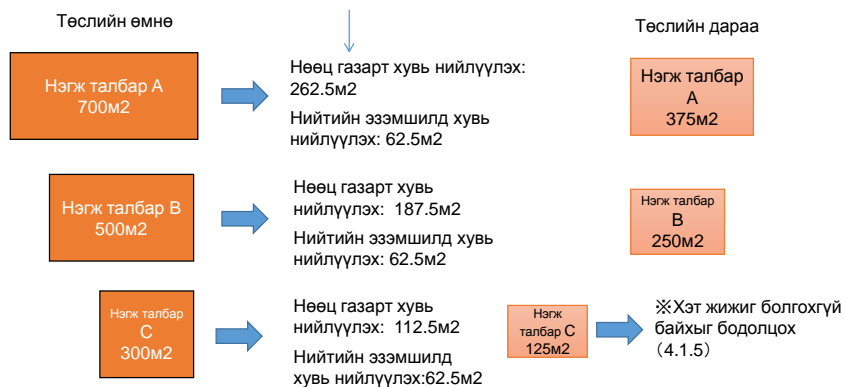 Төслийн өмнө
Төслийн дараа
Нэгж талбар А
700м2
Нөөц газарт хувь нийлүүлэх:
262.5м2
Нийтийн эзэмшилд хувь
нийлүүлэх: 62.5м2
Нэгж талбар
А
375м2
Нэгж талбар В
500м2
Нөөц газарт хувь
нийлүүлэх: 187.5м2
Нийтийн эзэмшилд хувь
нийлүүлэх: 62.5м2
Нэгж талбар
В
250м2
Нэгж талбар
С
300м2
Нөөц газарт хувь
нийлүүлэх: 112.5м2
Нийтийн эзэмшилд
хувь нийлүүлэх:62.5м2
Нэгж
талбар С
125м2
※Хэт жижиг болгохгүй
байхыг бодолцох
(4.1.5)